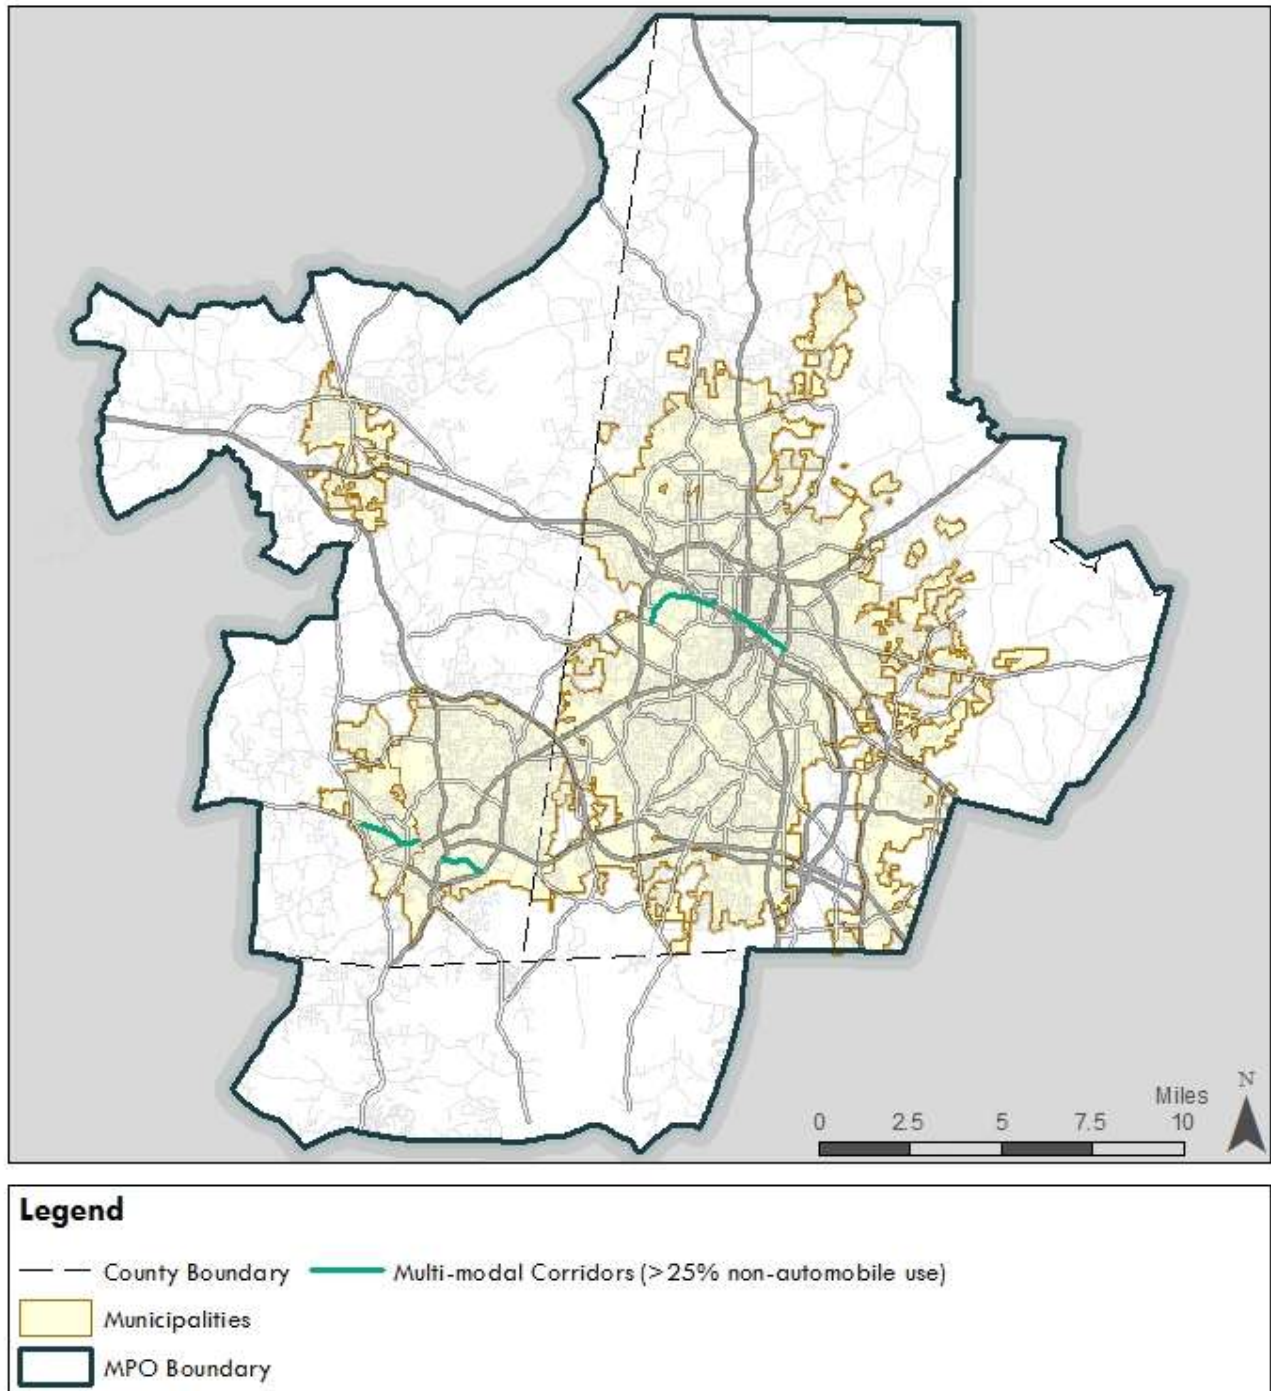 N
Miles
0 2.5 5 7.5 10
Legend
County Boundary Multi-modal Corridors (>25% non-automobile use)
Municipalities
MPO Boundary